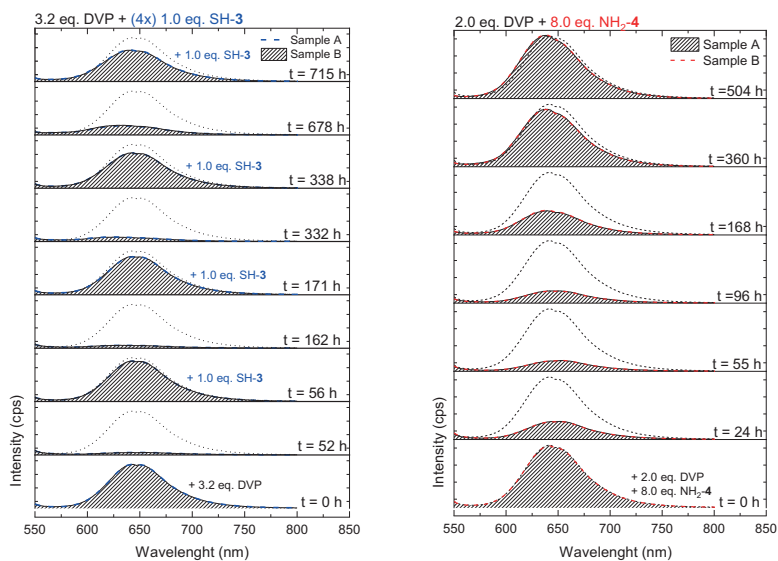 3.2 eq. DVP + (4x) 1.0 eq. SH-3
+ 1.0 eq. SH-3
Sample A
Sample B
t = 715 h
t = 678 h
+ 1.0 eq. SH-3
t = 338 h
t = 332 h
+ 1.0 eq. SH-3
t = 171 h
t = 162 h
+ 1.0 eq. SH-3
t = 56 h
t = 52 h
+ 3.2 eq. DVP
t = 0 h
Intensity (cps)
550 600 650 700 750 800 850
Wavelenght (nm)
2.0 eq. DVP + 8.0 eq. NH₂-4
Sample A
Sample B
t =504 h
t =360 h
t =168 h
t =96 h
t =55 h
t =24 h
+ 2.0 eq. DVP
+ 8.0 eq. NH₂-4
t =0 h
Intensity (cps)
550 600 650 700 750 800 850
Wavelenght (nm)